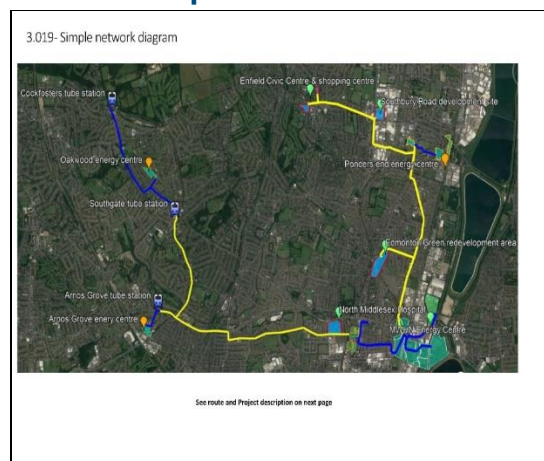 3.019- Simple network diagram
Cockfosters tube station
Enfield Civic Centre & shopping centre
Southbury Road development site
Oakwood energy centre
Ponders end energy centre
Southgate tube station
Edmonton Green redevelopment area
Arnos Grove tube station
North Middlesex Hospital
Arnos Grove enery centre
Energy Centre
See route and Project description on next page